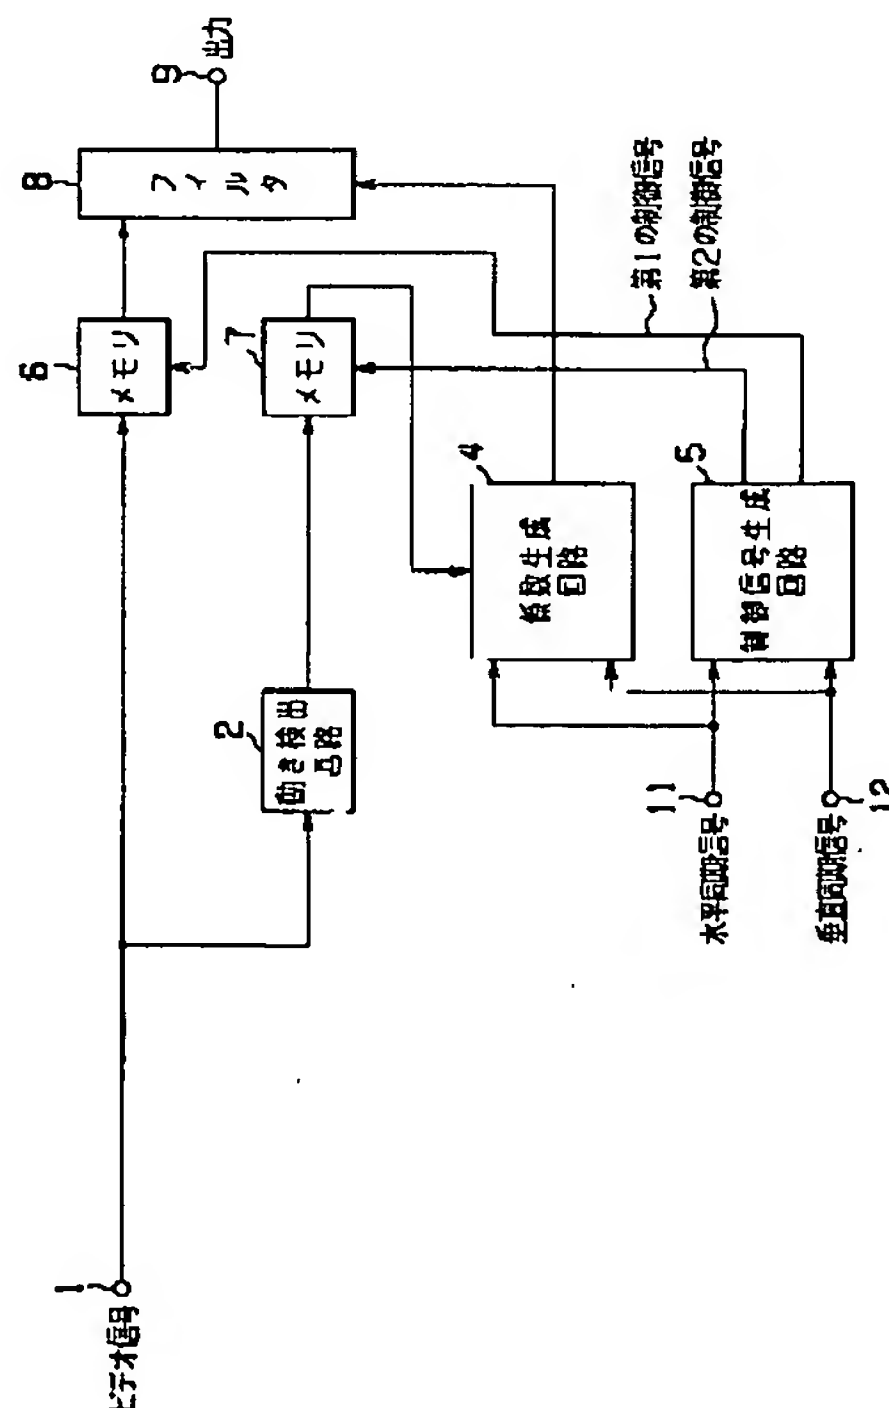 ビデオ信号
1
動き検出
回路
2
メモリ
6
メモリ
7
フィルタ
8
出力
9
係数生成
回路
4
制御信号生成
回路
5
第1の制御信号
第2の制御信号
水平同期信号
11
垂直同期信号
12